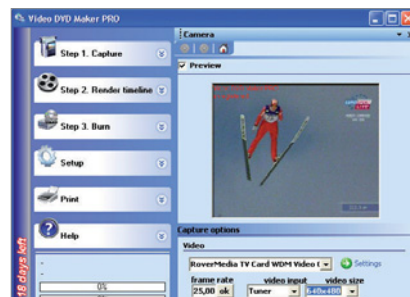 Video DVD Maker PRO
Step 1. Capture
Step 2. Render timeline
Step 3. Burn
Setup
Print
Help
18 days left
0%
Camera
Preview
Capture options
Video
RoverMedia TV Card WDM Video C
Settings
frame rate
video input
video size
25,00 ok
Tuner
640x480